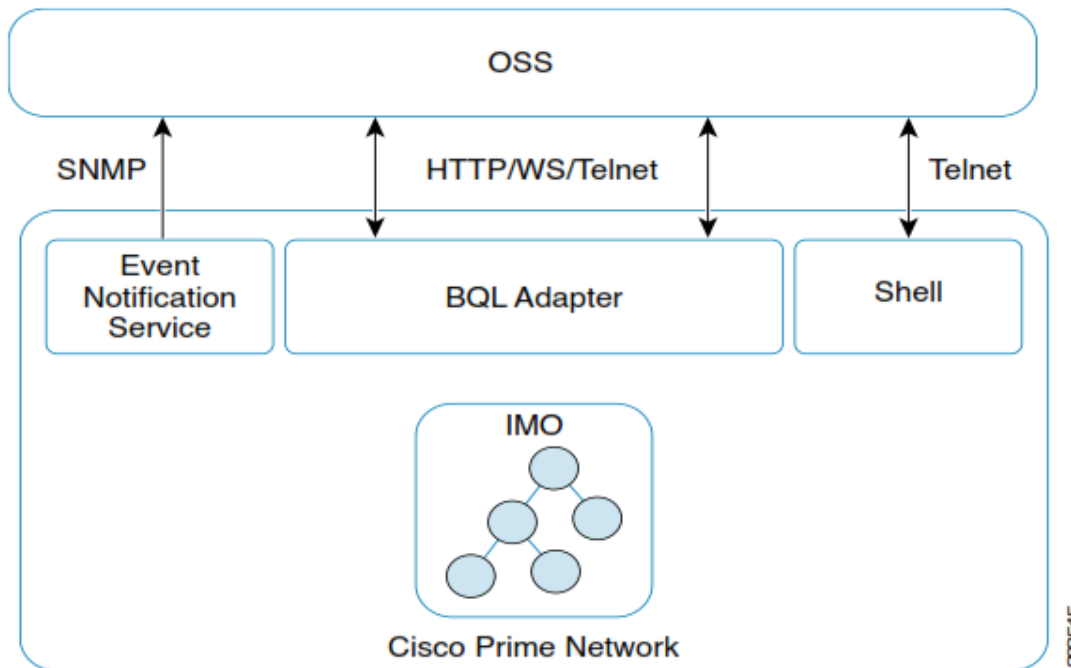 OSS
SNMP
HTTP/WS/Telnet
Telnet
Event
Notification
Service
BQL Adapter
Shell
IMO
Cisco Prime Network